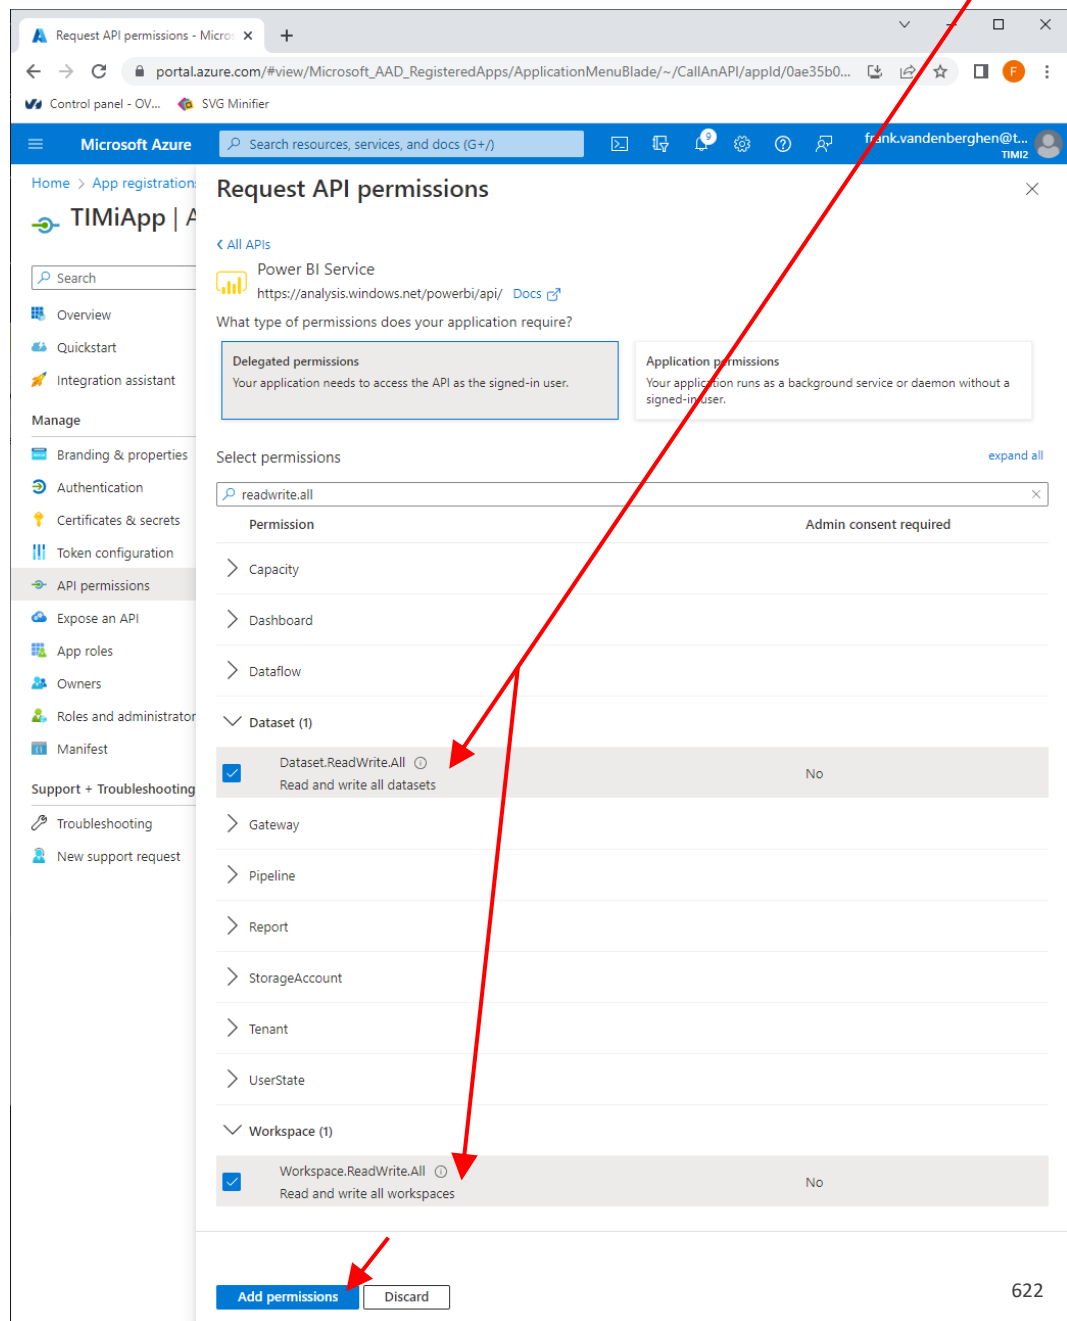 Request API permissions - Micro
portal.azure.com/#view/Microsoft_AAD_RegisteredApps/ApplicationMenuBlade/~/CallAnAPI/appId/0ae35b0...
F
Control panel - OV...
SVG Minifier
Microsoft Azure
Search resources, services, and docs (G+/)
9
frank.vandenberghen@t...
TIMI2
Home > App registration
TIMiApp | A
Search
Overview
Quickstart
Integration assistant
Manage
Branding & properties
Authentication
Certificates & secrets
Token configuration
API permissions
Expose an API
App roles
Owners
Roles and administrator
Manifest
Support + Troubleshooting
Troubleshooting
New support request
Request API permissions
All APIs
Power BI Service
https://analysis.windows.net/powerbi/api/ Docs
What type of permissions does your application require?
Delegated permissions
Your application needs to access the API as the signed-in user.
Application permissions
Your application runs as a background service or daemon without a
signed-in user.
Select permissions
expand all
readwrite.all
Permission
Admin consent required
Capacity
Dashboard
Dataflow
Dataset (1)
Dataset.ReadWrite.All
Read and write all datasets
No
Gateway
Pipeline
Report
StorageAccount
Tenant
UserState
Workspace (1)
Workspace.ReadWrite.All
Read and write all workspaces
No
Add permissions
Discard
622